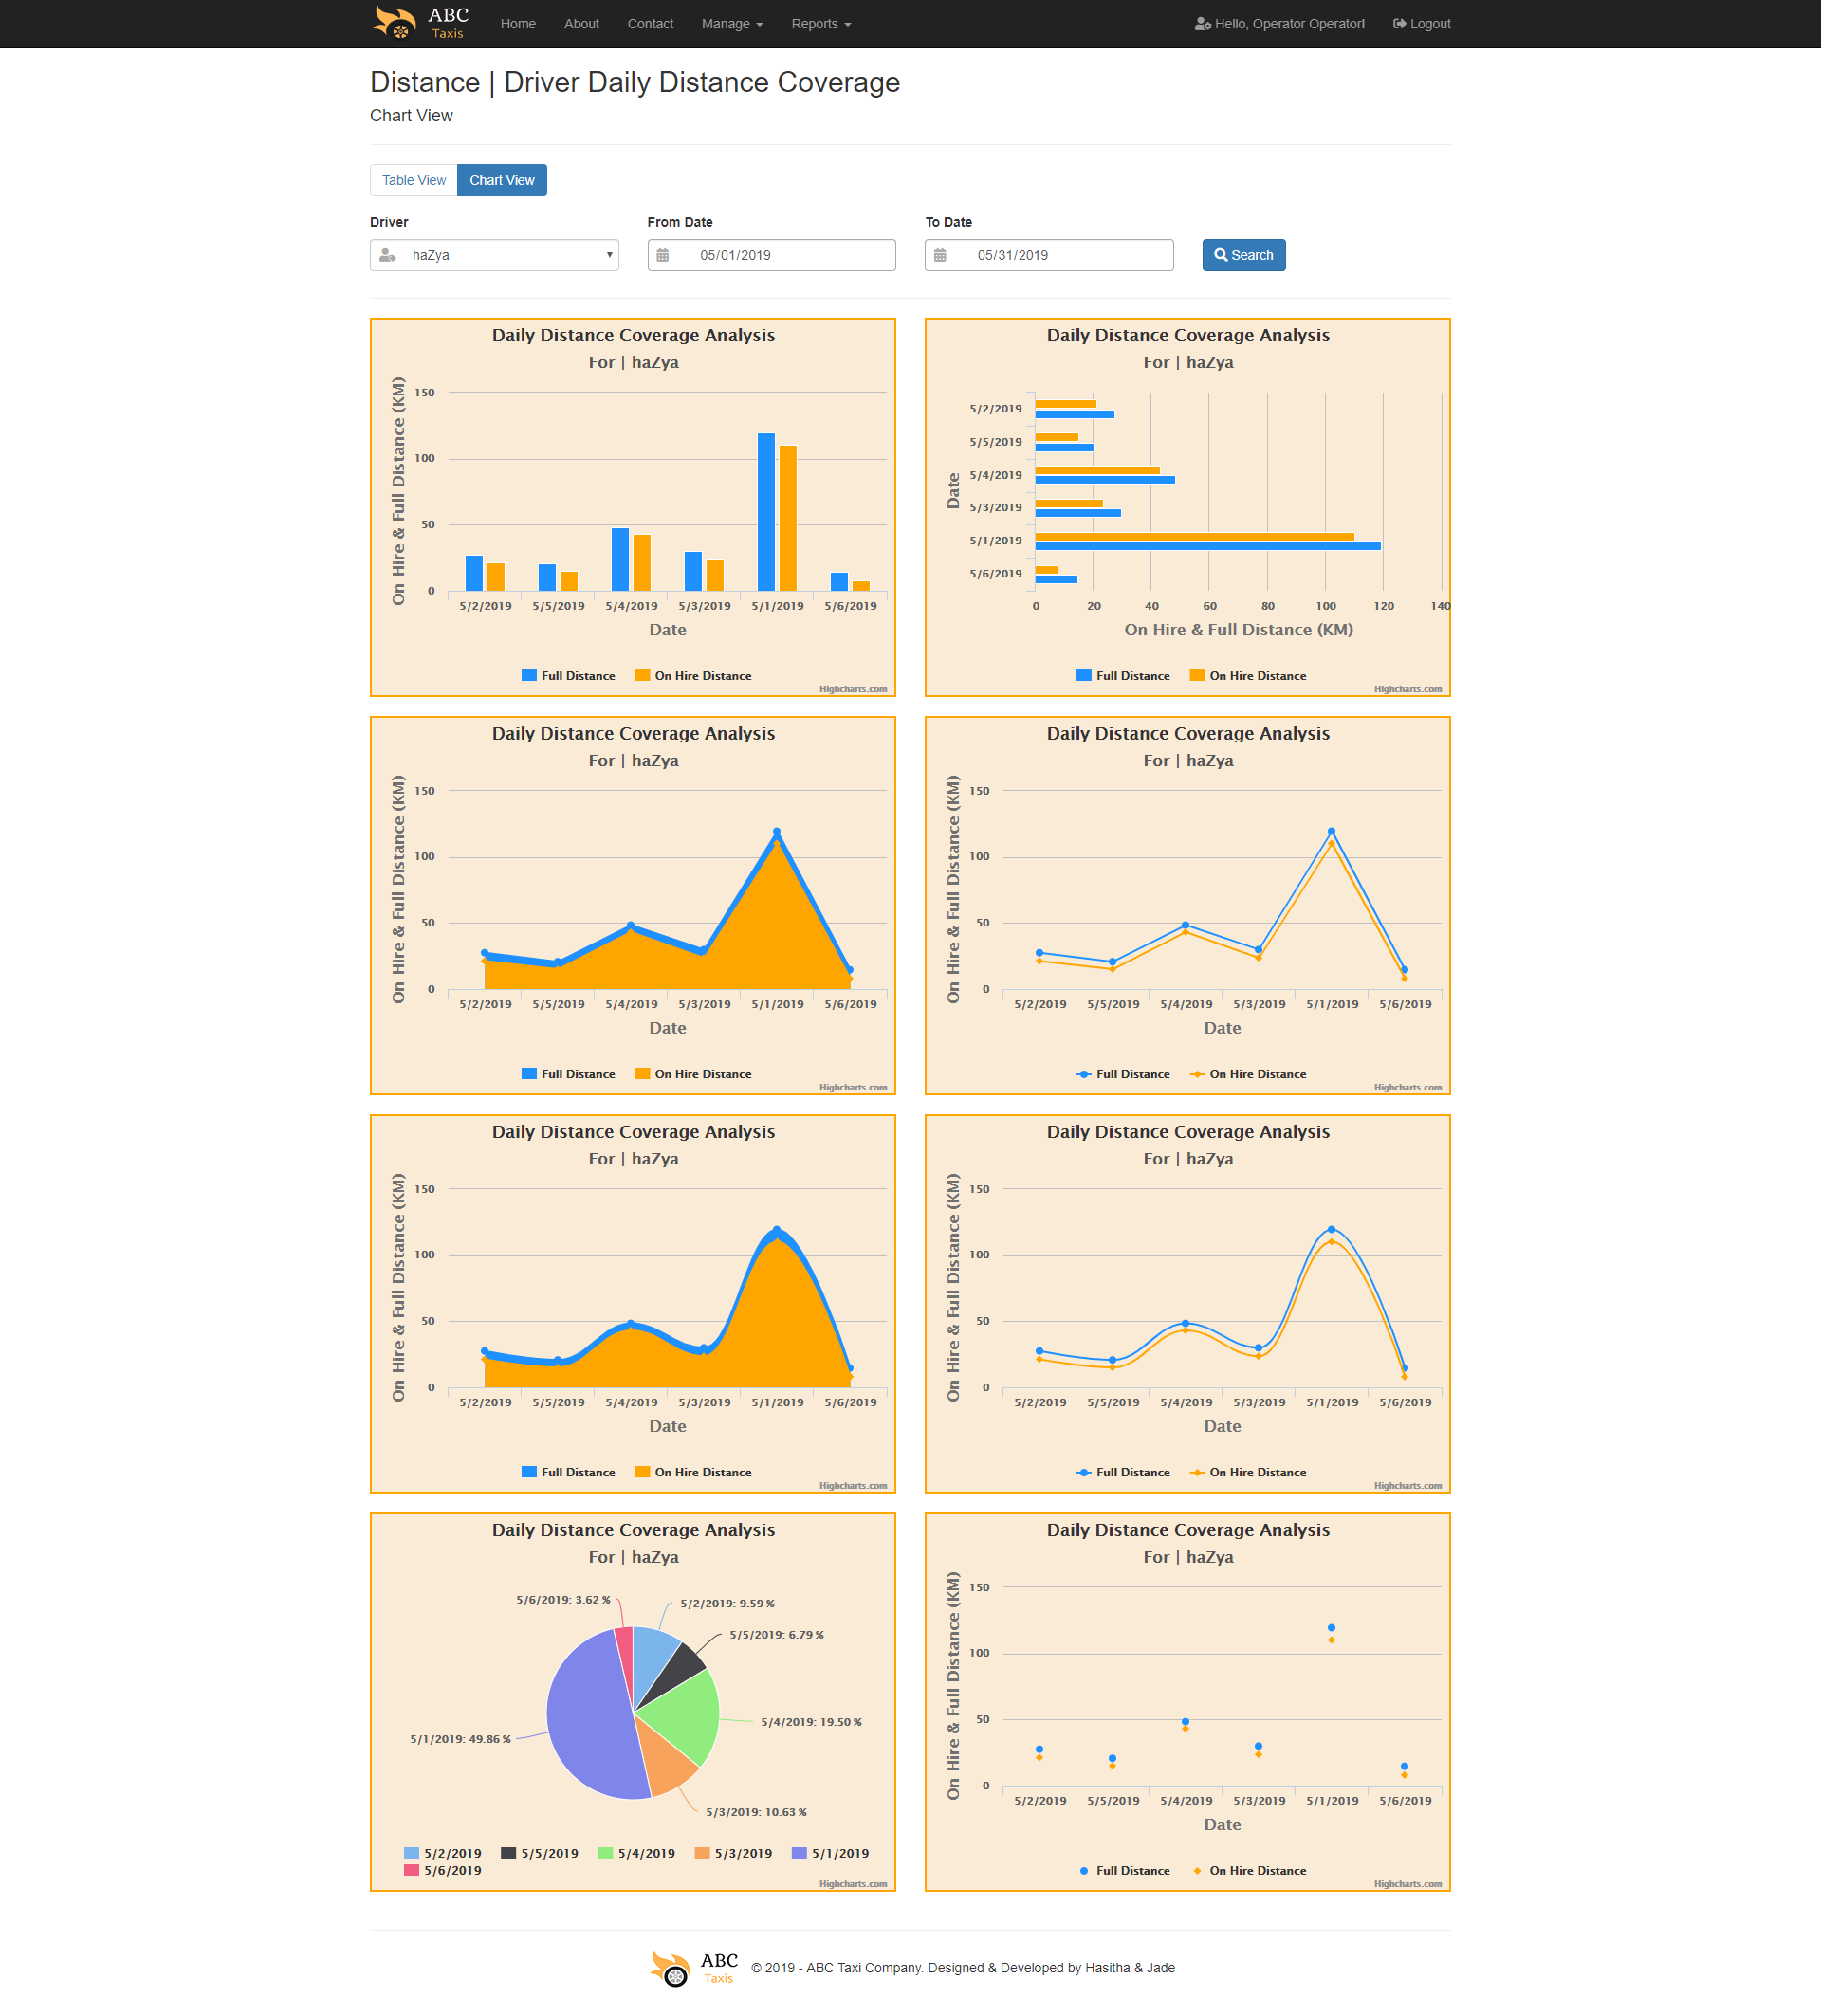 ABC Taxis Home About Contact Manage Reports Hello, Operator Operator! Logout
Distance | Driver Daily Distance Coverage
Chart View
Table View Chart View
Driver From Date To Date
haZya 05/01/2019 05/31/2019 Search
Daily Distance Coverage Analysis
For | haZya
On Hire & Full Distance (KM)
150
100
50
0
5/2/2019 5/5/2019 5/4/2019 5/3/2019 5/1/2019 5/6/2019
Date
Full Distance On Hire Distance
Highcharts.com
Daily Distance Coverage Analysis
For | haZya
Date
5/2/2019
5/5/2019
5/4/2019
5/3/2019
5/1/2019
5/6/2019
0 20 40 60 80 100 120 140
On Hire & Full Distance (KM)
Full Distance On Hire Distance
Highcharts.com
Daily Distance Coverage Analysis
For | haZya
On Hire & Full Distance (KM)
150
100
50
0
5/2/2019 5/5/2019 5/4/2019 5/3/2019 5/1/2019 5/6/2019
Date
Full Distance On Hire Distance
Highcharts.com
Daily Distance Coverage Analysis
For | haZya
On Hire & Full Distance (KM)
150
100
50
0
5/2/2019 5/5/2019 5/4/2019 5/3/2019 5/1/2019 5/6/2019
Date
Full Distance On Hire Distance
Highcharts.com
Daily Distance Coverage Analysis
For | haZya
On Hire & Full Distance (KM)
150
100
50
0
5/2/2019 5/5/2019 5/4/2019 5/3/2019 5/1/2019 5/6/2019
Date
Full Distance On Hire Distance
Highcharts.com
Daily Distance Coverage Analysis
For | haZya
On Hire & Full Distance (KM)
150
100
50
0
5/2/2019 5/5/2019 5/4/2019 5/3/2019 5/1/2019 5/6/2019
Date
Full Distance On Hire Distance
Highcharts.com
Daily Distance Coverage Analysis
For | haZya
5/6/2019: 3.62 %
5/2/2019: 9.59 %
5/5/2019: 6.79 %
5/4/2019: 19.50 %
5/1/2019: 49.86 %
5/3/2019: 10.63 %
5/2/2019 5/5/2019 5/4/2019 5/3/2019 5/1/2019
5/6/2019
Highcharts.com
Daily Distance Coverage Analysis
For | haZya
On Hire & Full Distance (KM)
150
100
50
0
5/2/2019 5/5/2019 5/4/2019 5/3/2019 5/1/2019 5/6/2019
Date
Full Distance On Hire Distance
Highcharts.com
ABC Taxis © 2019 - ABC Taxi Company. Designed & Developed by Hasitha & Jade